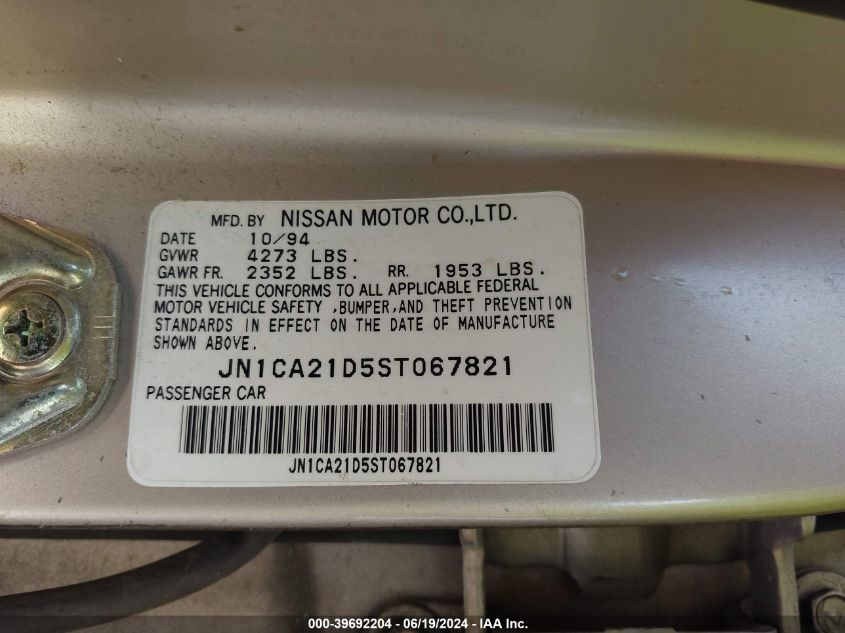 MFD. BY NISSAN MOTOR CO.,LTD.
DATE 10/94
GVWR 4273 LBS.
GAWR FR. 2352 LBS. RR. 1953 LBS.
THIS VEHICLE CONFORMS TO ALL APPLICABLE FEDERAL
MOTOR VEHICLE SAFETY ,BUMPER,AND THEFT PREVENTION
STANDARDS IN EFFECT ON THE DATE OF MANUFACTURE
SHOWN ABOVE.
JN1CA21D5ST067821
PASSENGER CAR
JN1CA21D5ST067821
000-39692204 - 06/19/2024 - IAA Inc.